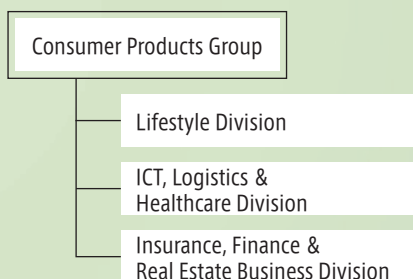 Consumer Products Group
Lifestyle Division
ICT, Logistics &
Healthcare Division
Insurance, Finance &
Real Estate Business Division